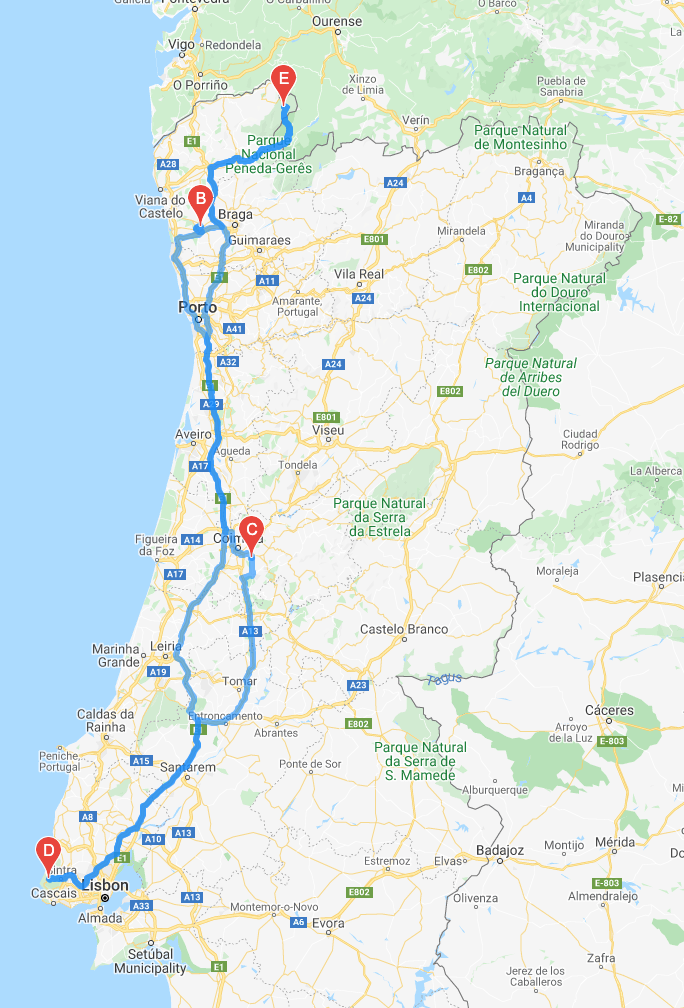 Pontevedra
Galicia
O Carballiño
O Barco
Ourense
La
Vigo
Redondela
O Porriño
E
Xinzo
de Limia
Puebla de
Sanabria
Verín
Parque Natural
de Montesinho
E1
Parque
Nacional
Peneda-Gerês
A28
Bragança
A24
A4
Viana do
Castelo
B
Braga
E-82
Guimaraes
E801
Mirandela
Miranda
do Douro
Municipality
Vila Real
E802
A11
E1
Amarante,
Portugal
A24
Parque Natural
do Douro
Internacional
Porto
A41
A32
A24
Parque Natural
de Arribes
del Duero
E802
A29
E801
Viseu
Aveiro
Agueda
Ciudad
Rodrigo
A17
Tondela
La Alberca
Parque Natural
da Serra
da Estrela
C
Figueira
da Foz
A14
Coimbra
A17
Moraleja
Plasencia
A13
Castelo Branco
Marinha
Grande
Leiria
A19
Tomar
A23
Tagus
Caldas da
Rainha
Entroncamento
Abrantes
E802
Cáceres
Arroyo
de la Luz
E-803
Peniche,
Portugal
A15
Santarem
Ponte de Sor
Parque Natural
da Serra de
S. Mamede
Alburquerque
Mi
A8
A10
A13
D
Sintra
E1
Badajoz
Montijo
Mérida
Do
Estremoz
Elvas
Cascais
Lisbon
Almada
A33
A13
E802
E-803
Almendralejo
Olivenza
Montemor-o-Novo
A6
Evora
Setúbal
Municipality
E1
Zafra
Jerez de los
Caballeros